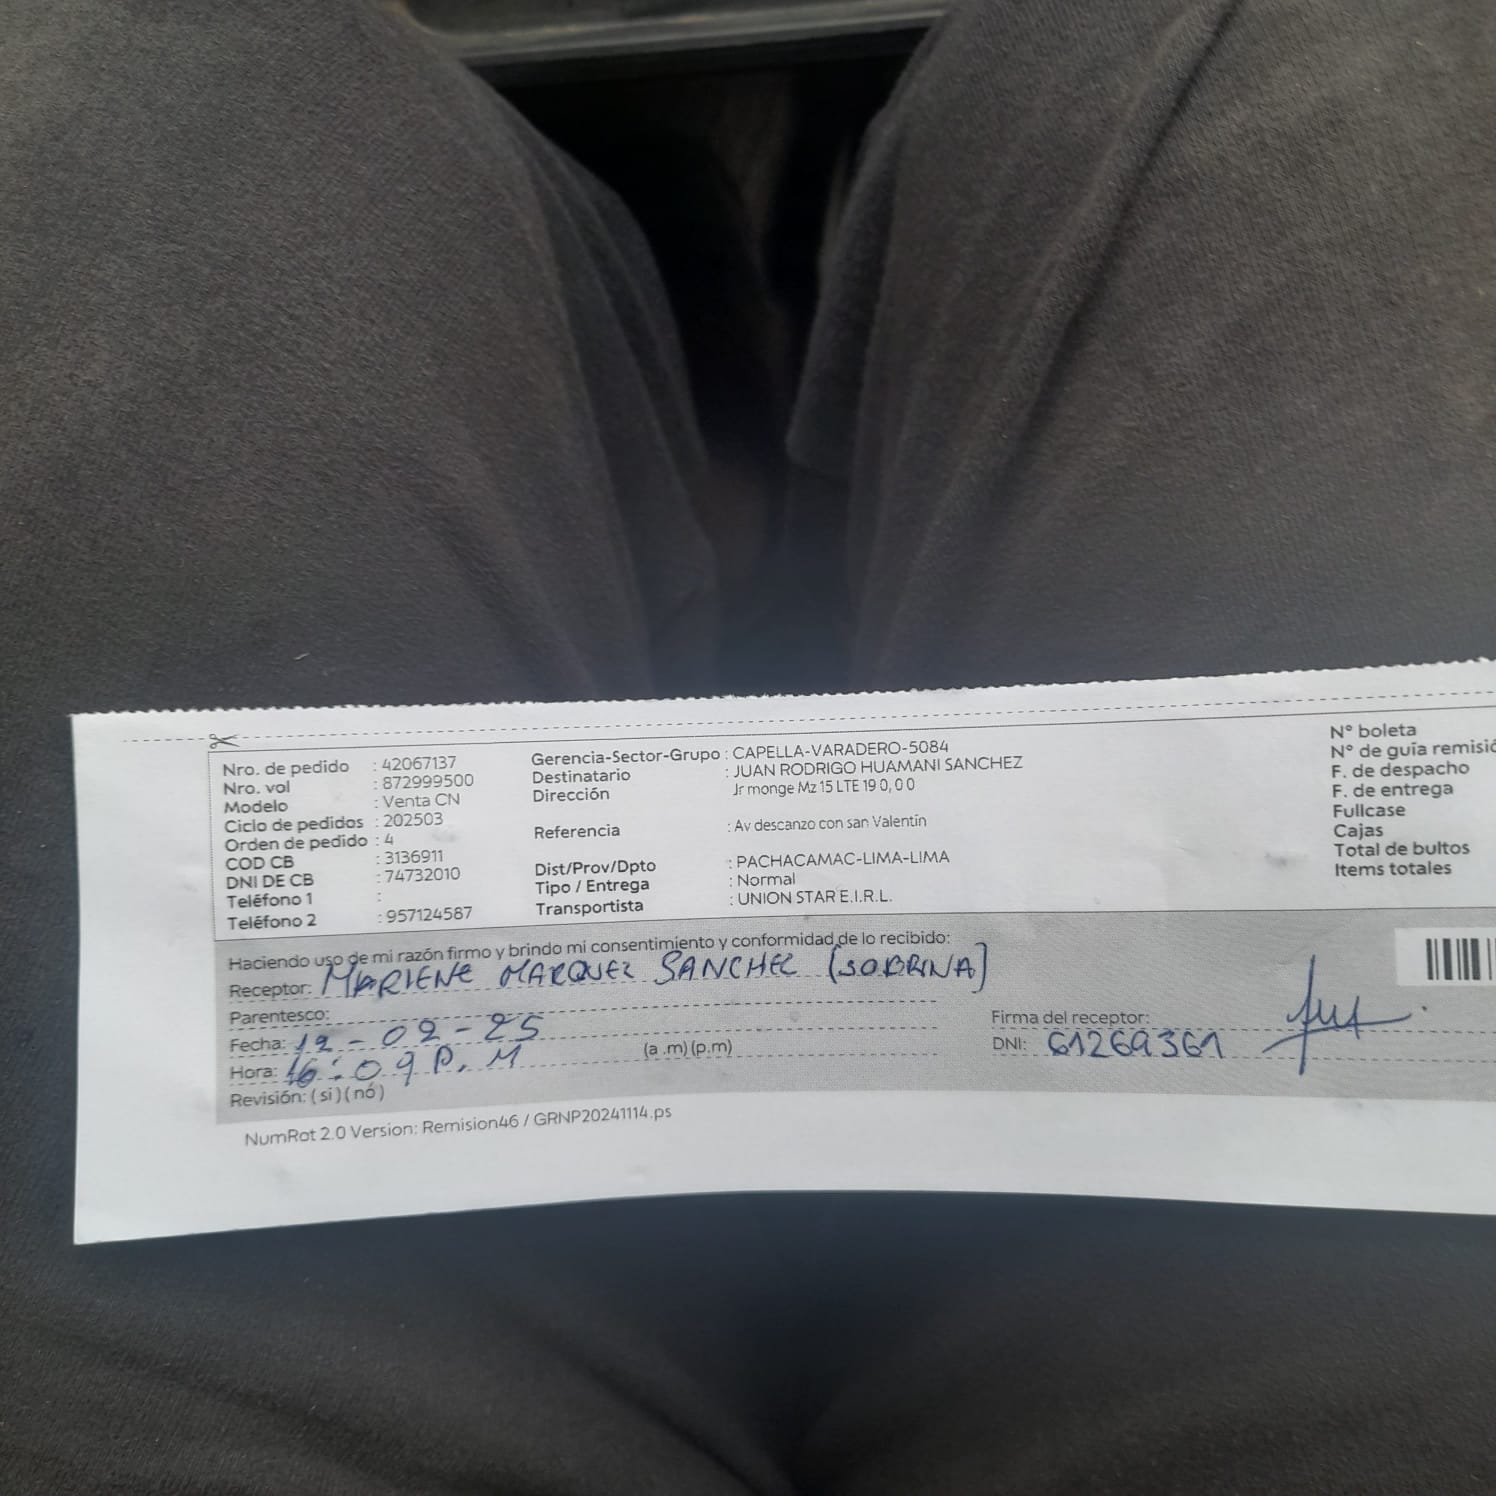 Nro. de pedido : 42067137
Nro. vol : 872999500
Modelo : Venta CN
Ciclo de pedidos : 202503
Orden de pedido : 4
COD CB : 3136911
DNI DE CB : 74732010
Teléfono 1 :
Teléfono 2 : 957124587
Gerencia-Sector-Grupo : CAPELLA-VARADERO-5084
Destinatario : JUAN RODRIGO HUAMANI SANCHEZ
Dirección Jr monge Mz 15 LTE 19 0, 0 0
Referencia : Av descanzo con san Valentín
Dist/Prov/Dpto : PACHACAMAC-LIMA-LIMA
Tipo / Entrega : Normal
Transportista : UNION STAR E.I.R.L.
N° boleta
N° de guía remisió
F. de despacho
F. de entrega
Fullcase
Cajas
Total de bultos
Items totales
Haciendo uso de mi razón firmo y brindo mi consentimiento y conformidad de lo recibido:
Receptor: MARLENE MARQUEZ SANCHEZ (SOBRINA)
Parentesco:
Fecha: 12-02-25
Hora: 16:09 P.M (a .m) (p.m)
Revisión: ( si ) ( nó )
Firma del receptor:
DNI: 61269361
NumRot 2.0 Version: Remision46 / GRNP20241114.ps